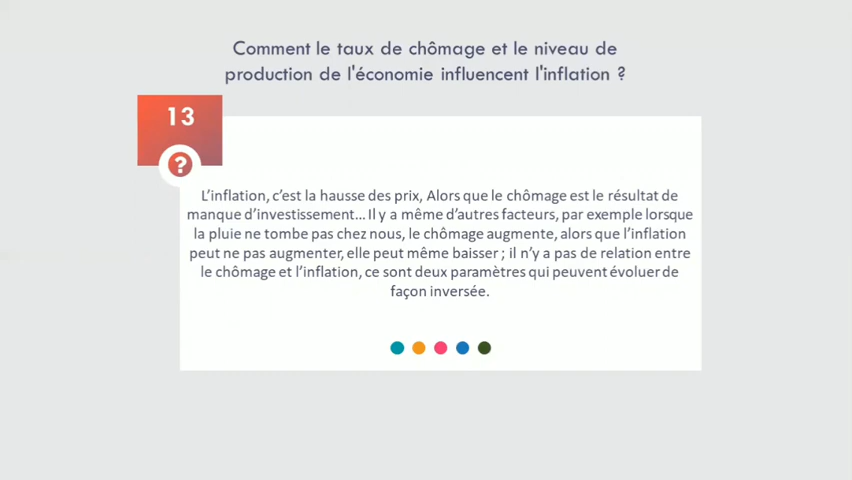 Comment le taux de chômage et le niveau de
production de l'économie influencent l'inflation ?
13
?
L’inflation, c’est la hausse des prix, Alors que le chômage est le résultat de
manque d’investissement... Il y a même d’autres facteurs, par exemple lorsque
la pluie ne tombe pas chez nous, le chômage augmente, alors que l’inflation
peut ne pas augmenter, elle peut même baisser ; il n’y a pas de relation entre
le chômage et l’inflation, ce sont deux paramètres qui peuvent évoluer de
façon inversée.